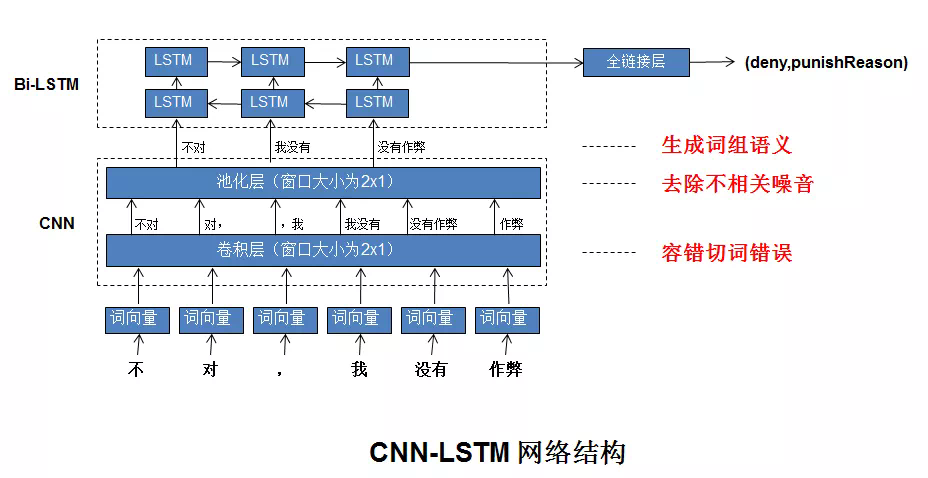 LSTM LSTM LSTM 全链接层 (deny,punishReason)
Bi-LSTM
LSTM LSTM LSTM
不对 我没有 没有作弊 生成词组语义
池化层（窗口大小为2x1） 去除不相关噪音
CNN
不对 对， ，我 我没有 没有作弊 作弊
卷积层（窗口大小为2x1） 容错切词错误
词向量 词向量 词向量 词向量 词向量 词向量
不 对 ， 我 没有 作弊
CNN-LSTM 网络结构